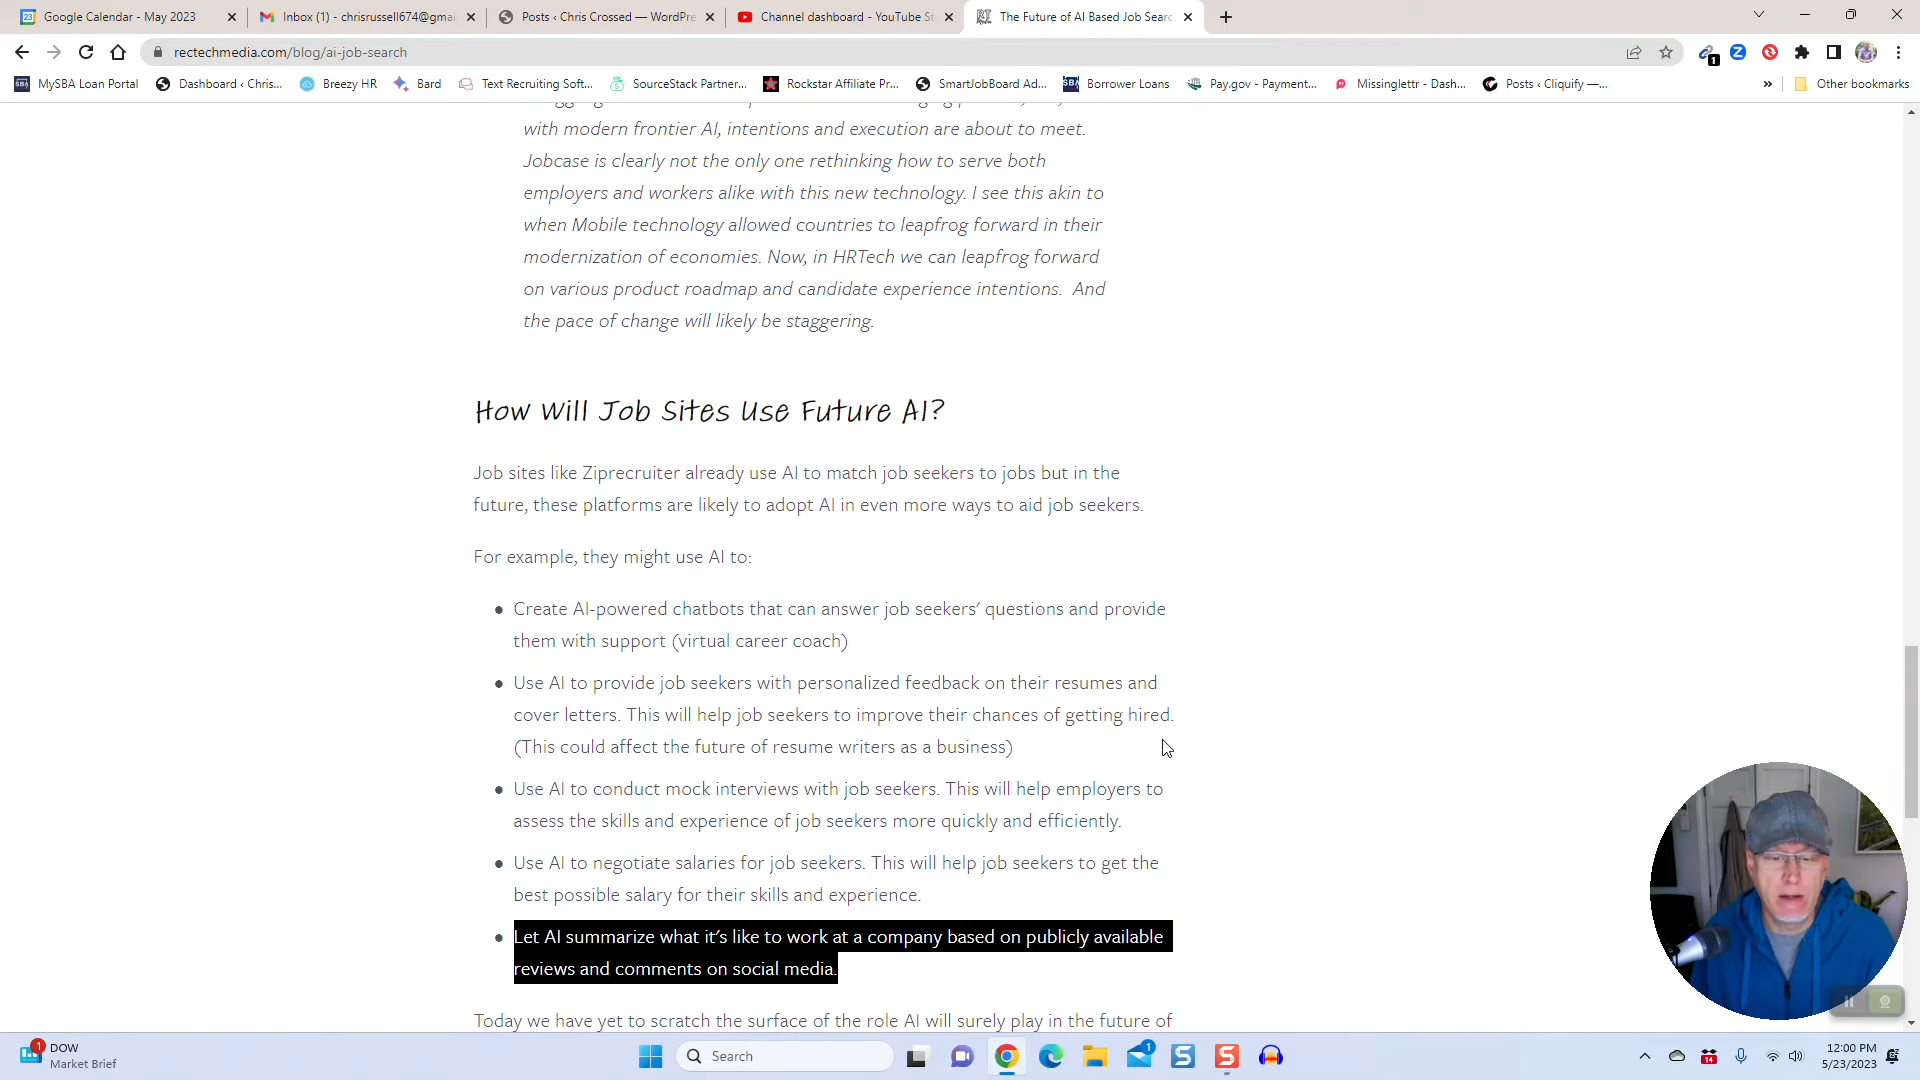 Google Calendar - May 2023
Inbox (1) - chrisrussell674@gmai
Posts ‹ Chris Crossed — WordPre
Channel dashboard - YouTube St
The Future of AI Based Job Searc
rectechmedia.com/blog/ai-job-search
1
MySBA Loan Portal
Dashboard ‹ Chris...
Breezy HR
Bard
Text Recruiting Soft...
SourceStack Partner...
Rockstar Affiliate Pr...
SmartJobBoard Ad...
Borrower Loans
Pay.gov - Payment...
Missinglettr - Dash...
Posts ‹ Cliquify —...
»
Other bookmarks
with modern frontier AI, intentions and execution are about to meet.
Jobcase is clearly not the only one rethinking how to serve both
employers and workers alike with this new technology. I see this akin to
when Mobile technology allowed countries to leapfrog forward in their
modernization of economies. Now, in HRTech we can leapfrog forward
on various product roadmap and candidate experience intentions. And
the pace of change will likely be staggering.
How Will Job Sites Use Future AI?
Job sites like Ziprecruiter already use AI to match job seekers to jobs but in the
future, these platforms are likely to adopt AI in even more ways to aid job seekers.
For example, they might use AI to:
• Create AI-powered chatbots that can answer job seekers' questions and provide
them with support (virtual career coach)
• Use AI to provide job seekers with personalized feedback on their resumes and
cover letters. This will help job seekers to improve their chances of getting hired.
(This could affect the future of resume writers as a business)
• Use AI to conduct mock interviews with job seekers. This will help employers to
assess the skills and experience of job seekers more quickly and efficiently.
• Use AI to negotiate salaries for job seekers. This will help job seekers to get the
best possible salary for their skills and experience.
• Let AI summarize what it's like to work at a company based on publicly available
reviews and comments on social media.
Today we have yet to scratch the surface of the role AI will surely play in the future of
1
DOW
Market Brief
Search
1
14
12:00 PM
5/23/2023